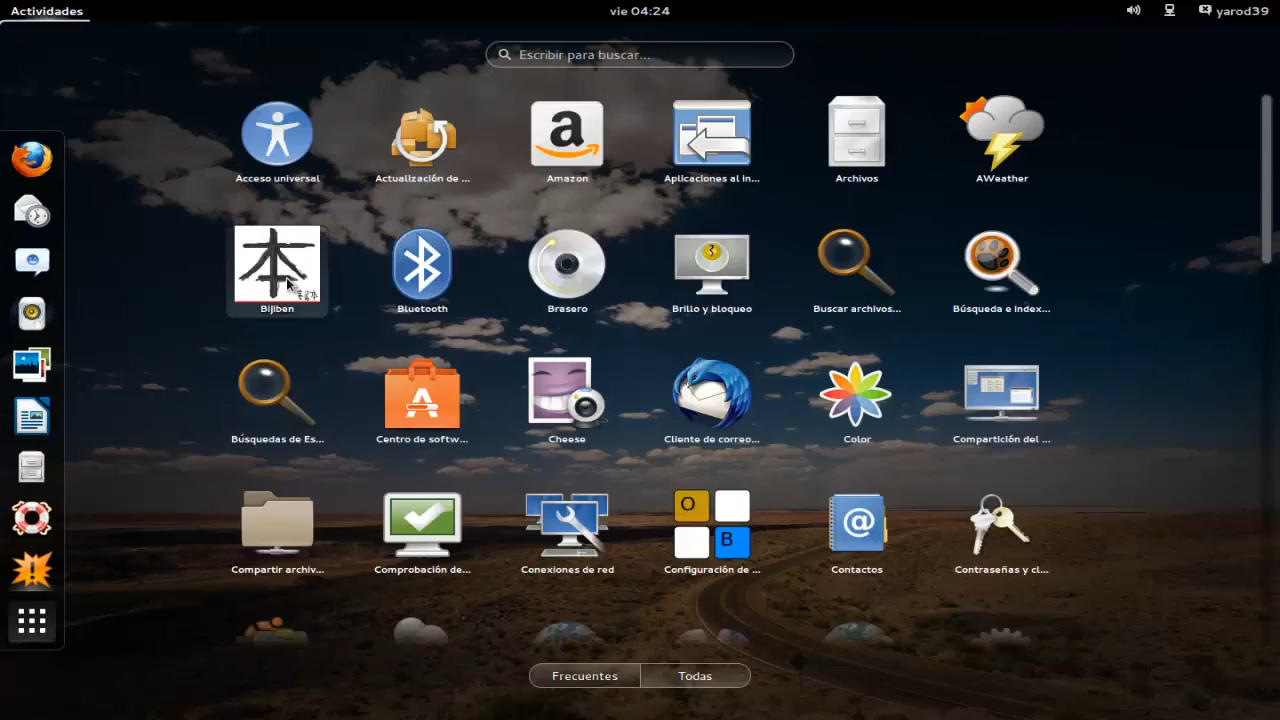 Actividades
vie 04:24
yarod39
Escribir para buscar...
Acceso universal
Actualización de ...
Amazon
Aplicaciones al in...
Archivos
AWeather
本
Bijiben
Bluetooth
Brasero
3
Brillo y bloqueo
Buscar archivos...
Búsqueda e index...
Búsquedas de Es...
Centro de softw...
Cheese
Cliente de correo...
Color
Compartición del ...
Compartir archiv...
Comprobación de...
Conexiones de red
O
B
Configuración de ...
@
Contactos
Contraseñas y cl...
Frecuentes
Todas